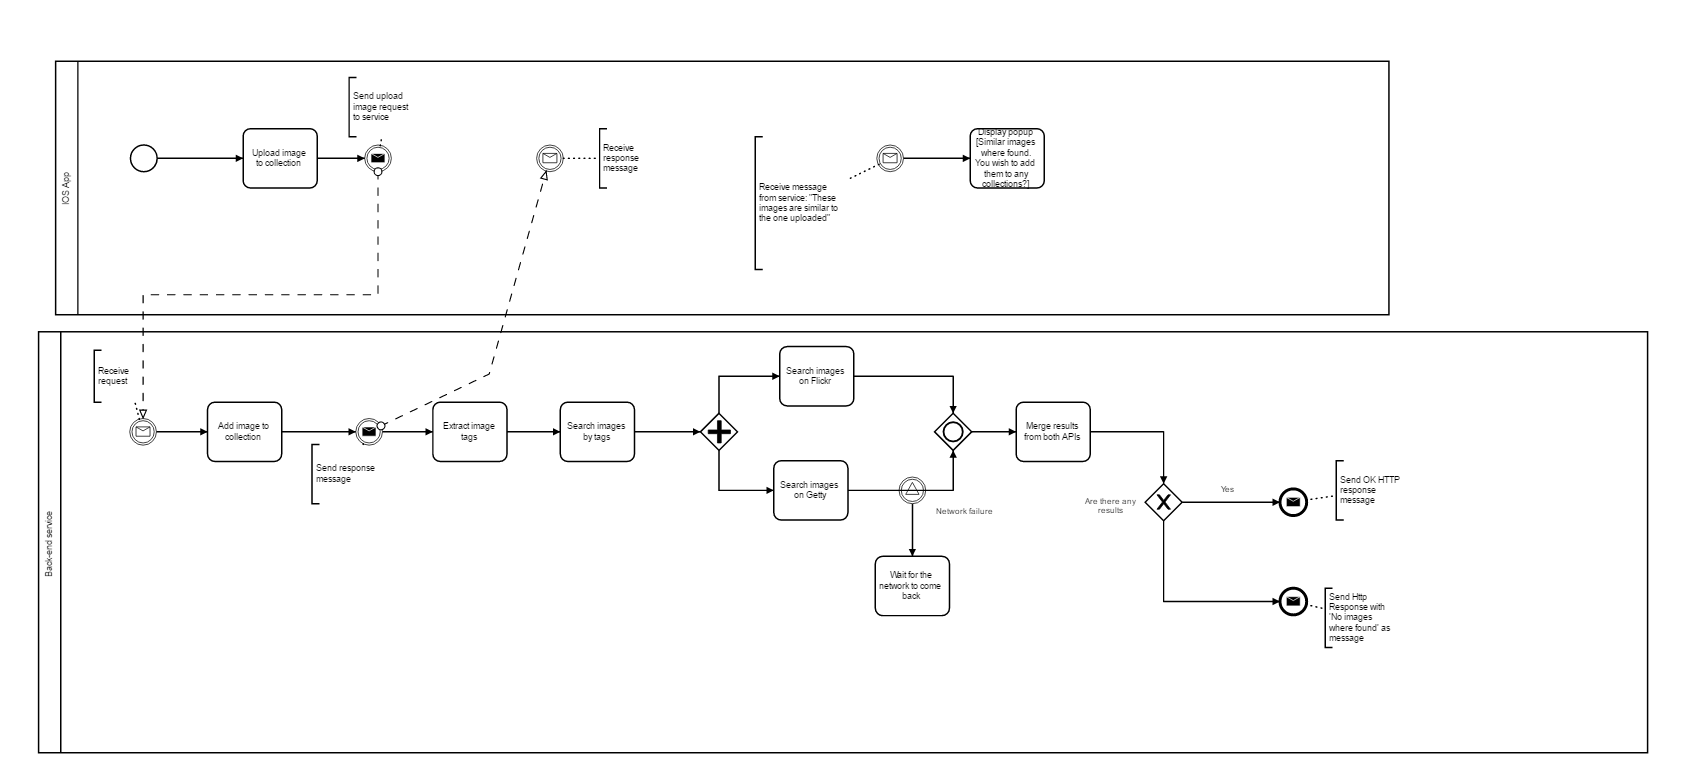 IOS App
Send upload
image request
to service
Upload image
to collection
Receive
response
message
Receive message
from service: "These
images are similar to
the one uploaded"
Display popup
[Similar images
where found.
You wish to add
them to any
collections?]
Back-end service
Receive
request
Add image to
collection
Send response
message
Extract image
tags
Search images
by tags
Search images
on Flickr
Search images
on Getty
Network failure
Wait for the
network to come
back
Merge results
from both APIs
Are there any
results
Yes
Send OK HTTP
response
message
Send Http
Response with
'No images
where found' as
message